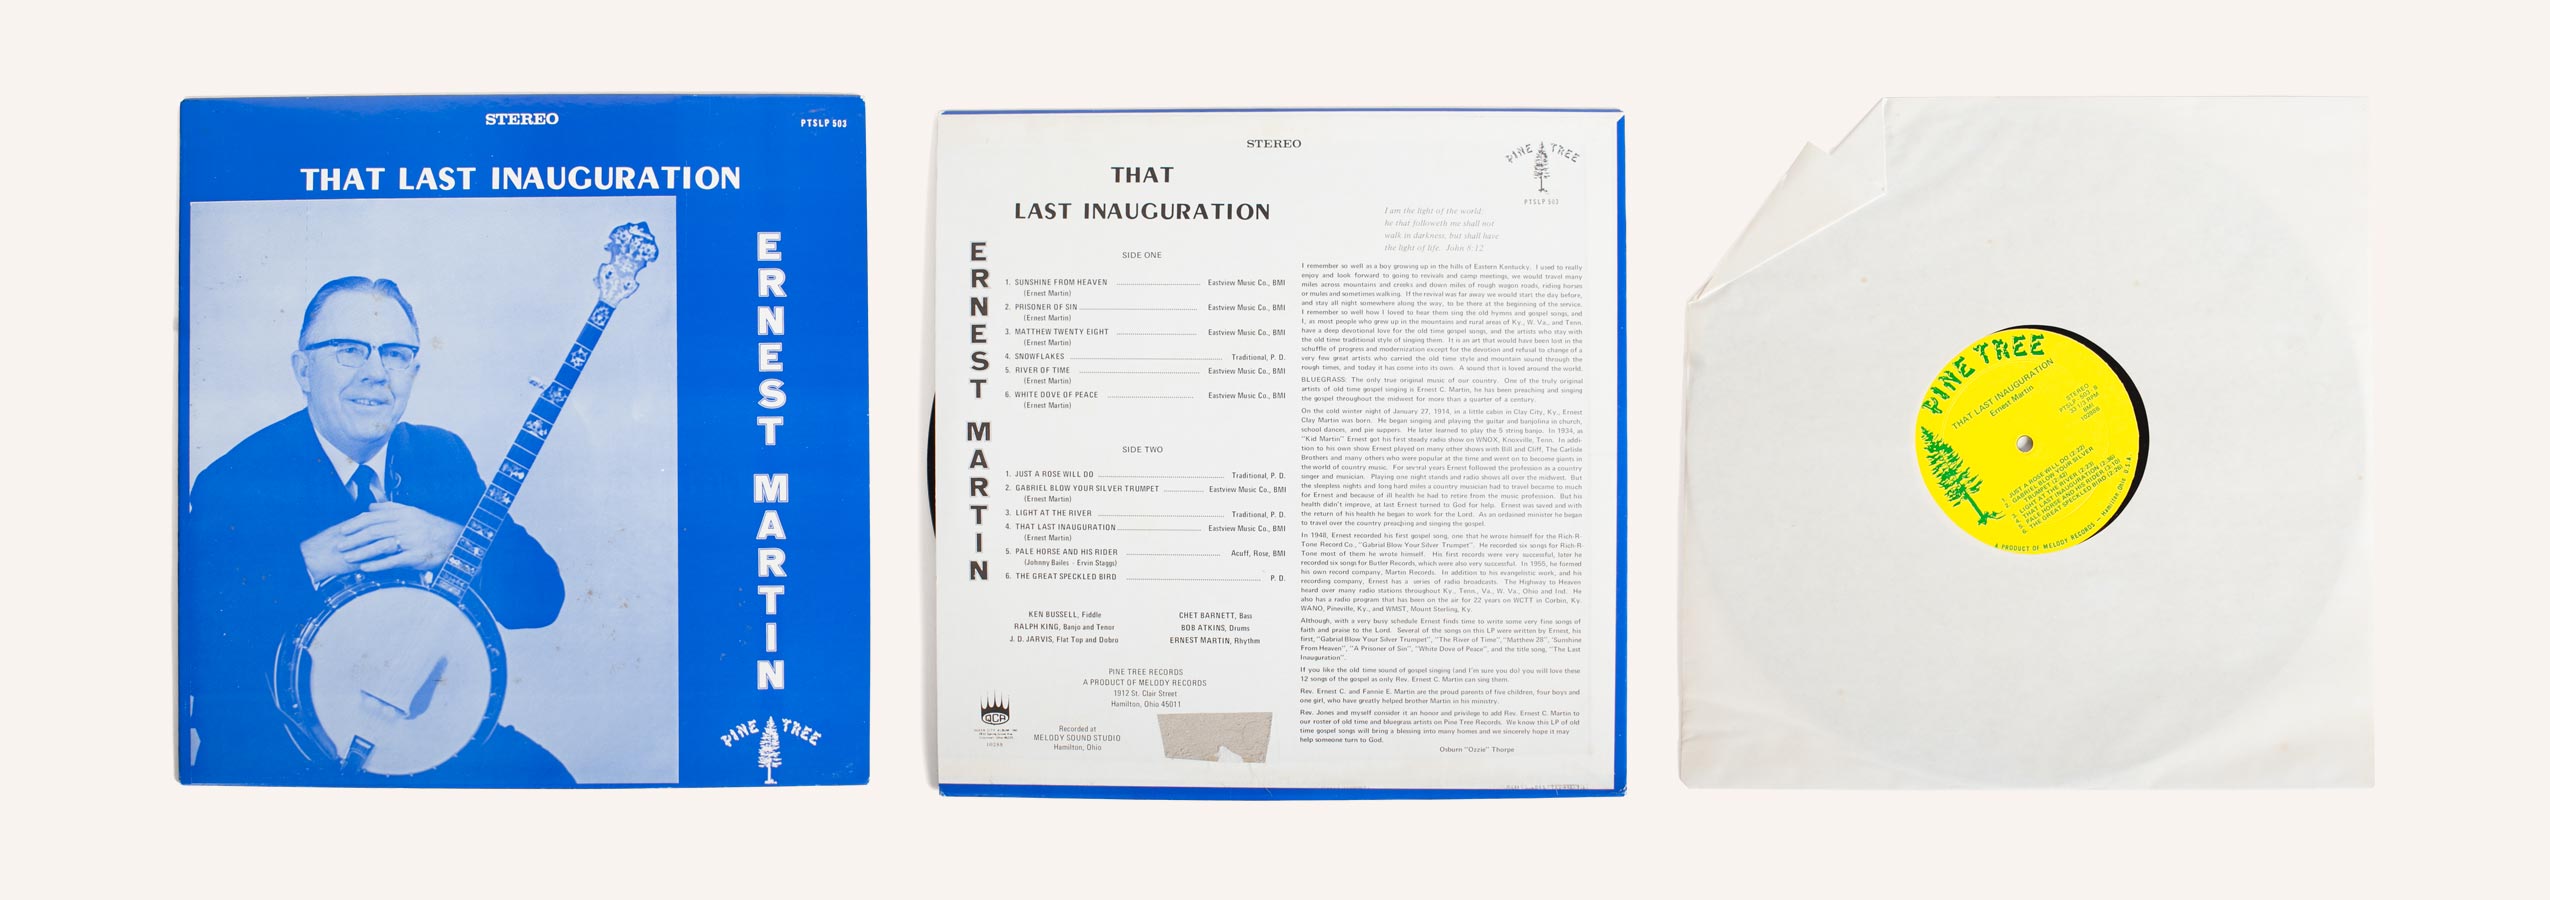 STEREO
PTSLP 503
THAT LAST INAUGURATION
ERNEST MARTIN
PINE TREE
STEREO
THAT
LAST INAUGURATION
PINE TREE
PTSLP 503
ERNEST MARTIN
SIDE ONE
1. SUNSHINE FROM HEAVEN ........ Eastview Music Co., BMI
(Ernest Martin)
2. PRISONER OF SIN ........ Eastview Music Co., BMI
(Ernest Martin)
3. MATTHEW TWENTY EIGHT ........ Eastview Music Co., BMI
(Ernest Martin)
4. SNOWFLAKES ........ Traditional, P. D.
5. RIVER OF TIME ........ Eastview Music Co., BMI
(Ernest Martin)
6. WHITE DOVE OF PEACE ........ Eastview Music Co., BMI
(Ernest Martin)
SIDE TWO
1. JUST A ROSE WILL DO ........ Traditional, P. D.
2. GABRIEL BLOW YOUR SILVER TRUMPET ........ Eastview Music Co., BMI
(Ernest Martin)
3. LIGHT AT THE RIVER ........ Traditional, P. D.
4. THAT LAST INAUGURATION ........ Eastview Music Co., BMI
(Ernest Martin)
5. PALE HORSE AND HIS RIDER ........ Acuff, Rose, BMI
(Johnny Bailes - Ervin Staggs)
6. THE GREAT SPECKLED BIRD ........ P. D.
KEN BUSSELL, Fiddle
RALPH KING, Banjo and Tenor
J. D. JARVIS, Flat Top and Dobro
CHET BARNETT, Bass
BOB ATKINS, Drums
ERNEST MARTIN, Rhythm
PINE TREE RECORDS
A PRODUCT OF MELODY RECORDS
1912 St. Clair Street
Hamilton, Ohio 45011
QCA
Recorded at
MELODY SOUND STUDIO
Hamilton, Ohio
I am the light of the world:
he that followeth me shall not
walk in darkness, but shall have
the light of life. John 8:12
I remember so well as a boy growing up in the hills of Eastern Kentucky. I used to really
enjoy and look forward to going to revivals and camp meetings, we would travel many
miles across mountains and creeks and down miles of rough wagon roads, riding horses
or mules and sometimes walking. If the revival was far away we would start the day before,
and stay all night somewhere along the way, to be there at the beginning of the service.
I remember so well how I loved to hear them sing the old hymns and gospel songs, and
I, as most people who grew up in the mountains and rural areas of Ky., W. Va., and Tenn.
have a deep devotional love for the old time gospel songs, and the artists who stay with
the old time traditional style of singing them. It is an art that would have been lost in the
schuffle of progress and modernization except for the devotion and refusal to change of a
very few great artists who carried the old time style and mountain sound through the
rough times, and today it has come into its own. A sound that is loved around the world.
BLUEGRASS: The only true original music of our country. One of the truly original
artists of old time gospel singing is Ernest C. Martin, he has been preaching and singing
the gospel throughout the midwest for more than a quarter of a century.
On the cold winter night of January 27, 1914, in a little cabin in Clay City, Ky., Ernest
Clay Martin was born. He began singing and playing the guitar and banjolina in church,
school dances, and pie suppers. He later learned to play the 5 string banjo. In 1934, as
"Kid Martin" Ernest got his first steady radio show on WNOX, Knoxville, Tenn. In addi-
tion to his own show Ernest played on many other shows with Bill and Cliff, The Carlisle
Brothers and many others who were popular at the time and went on to become giants in
the world of country music. For several years Ernest followed the profession as a country
singer and musician. Playing one night stands and radio shows all over the midwest. But
the sleepless nights and long hard miles a country musician had to travel became to much
for Ernest and because of ill health he had to retire from the music profession. But his
health didn't improve, at last Ernest turned to God for help. Ernest was saved and with
the return of his health he began to work for the Lord. As an ordained minister he began
to travel over the country preaching and singing the gospel.
In 1948, Ernest recorded his first gospel song, one that he wrote himself for the Rich-R-
Tone Record Co., "Gabrial Blow Your Silver Trumpet". He recorded six songs for Rich-R-
Tone most of them he wrote himself. His first records were very successful, later he
recorded six songs for Butler Records, which were also very successful. In 1955, he formed
his own record company, Martin Records. In addition to his evangelistic work, and his
recording company, Ernest has a series of radio broadcasts. The Highway to Heaven
heard over many radio stations throughout Ky., Tenn., Va., W. Va., Ohio and Ind. He
also has a radio program that has been on the air for 22 years on WCTT in Corbin, Ky.
WANO, Pineville, Ky., and WMST, Mount Sterling, Ky.
Although, with a very busy schedule Ernest finds time to write some very fine songs of
faith and praise to the Lord. Several of the songs on this LP were written by Ernest, his
first, "Gabrial Blow Your Silver Trumpet", "The River of Time", "Matthew 28", 'Sunshine
From Heaven", "A Prisoner of Sin", "White Dove of Peace", and the title song, "The Last
Inauguration".
If you like the old time sound of gospel singing (and I'm sure you do) you will love these
12 songs of the gospel as only Rev. Ernest C. Martin can sing them.
Rev. Ernest C. and Fannie E. Martin are the proud parents of five children, four boys and
one girl, who have greatly helped brother Martin in his ministry.
Rev. Jones and myself consider it an honor and privilege to add Rev. Ernest C. Martin to
our roster of old time and bluegrass artists on Pine Tree Records. We know this LP of old
time gospel songs will bring a blessing into many homes and we sincerely hope it may
help someone turn to God.
Osburn "Ozzie" Thorpe
PINE TREE
THAT LAST INAUGURATION
Ernest Martin
STEREO
PTSLP-503-B
33 1/3 RPM
BMI
1. JUST A ROSE WILL DO (2:27)
2. GABRIEL BLOW YOUR SILVER
TRUMPET (2:42)
3. LIGHT AT THE RIVER (2:23)
4. THAT LAST INAUGURATION (2:36)
5. PALE HORSE AND HIS RIDER (3:10)
6. THE GREAT SPECKLED BIRD (2:26)
A PRODUCT OF MELODY RECORDS — Hamilton, Ohio U.S.A.